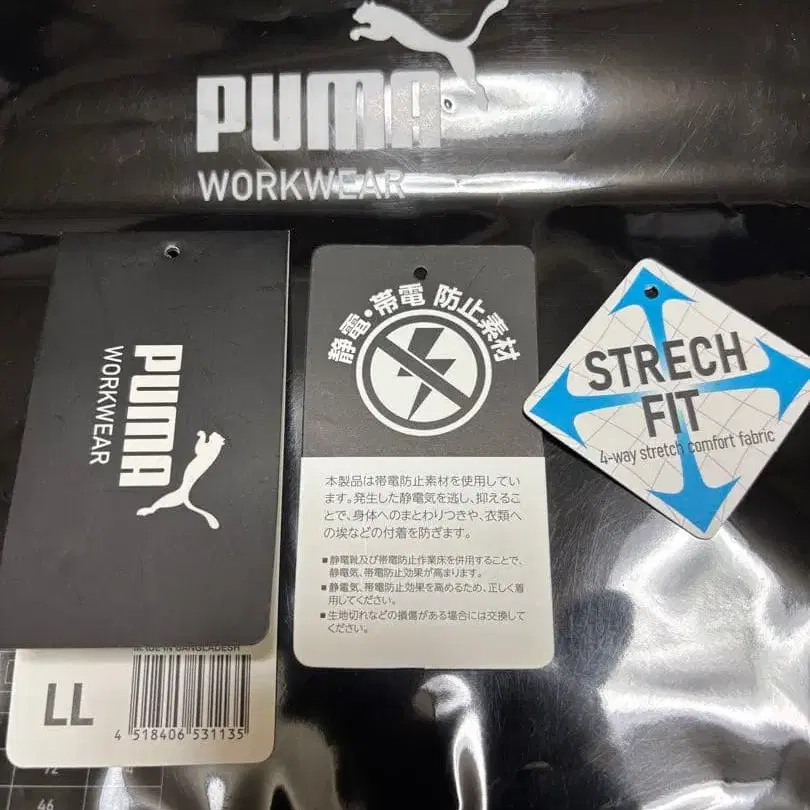 PUMA
WORKWEAR
PUMA
WORKWEAR
MADE IN BANGLADESH
LL
4 518406 531135
72
46
静電・帯電 防止素材
本製品は帯電防止素材を使用してい
ます。発生した静電気を逃し、抑えるこ
とで、身体へのまとわりつきや、衣類へ
の埃などの付着を防ぎます。
■静電靴及び帯電防止作業床を併用することで、
静電気、帯電防止効果が高まります。
■静電気、帯電防止効果を高めるため、正しく着
用してください。
■生地切れなどの損傷がある場合には交換して
ください。
STRECH
FIT
4-way stretch comfort fabric